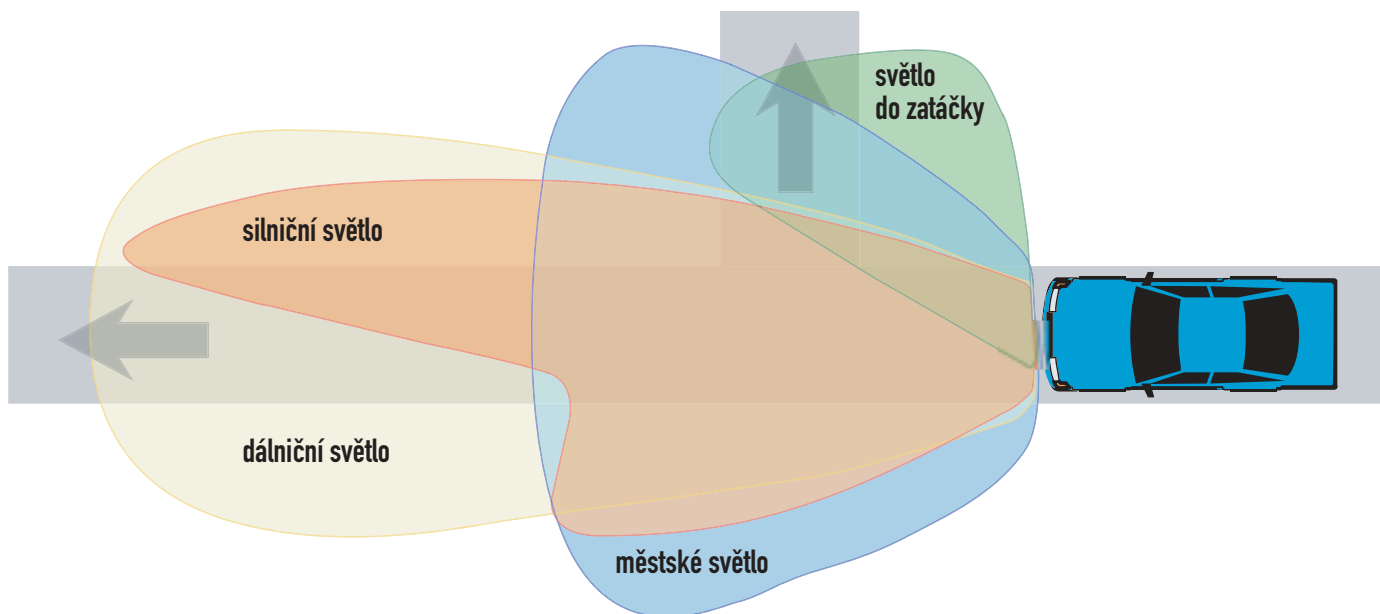 světlo
do zatáčky
silniční světlo
dálniční světlo
městské světlo